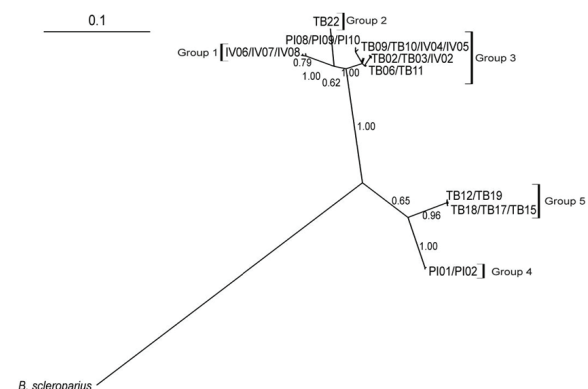 0.1
TB22 Group 2
PI08/PI09/PI10
TB09/TB10/IV04/IV05
Group 1 IV06/IV07/IV08
TB02/TB03/IV02 Group 3
0.79
TB06/TB11
1.00
1.00
0.62
1.00
TB12/TB19
0.65
Group 5
TB18/TB17/TB15
0.96
1.00
PI01/PI02 Group 4
B. scleroparius